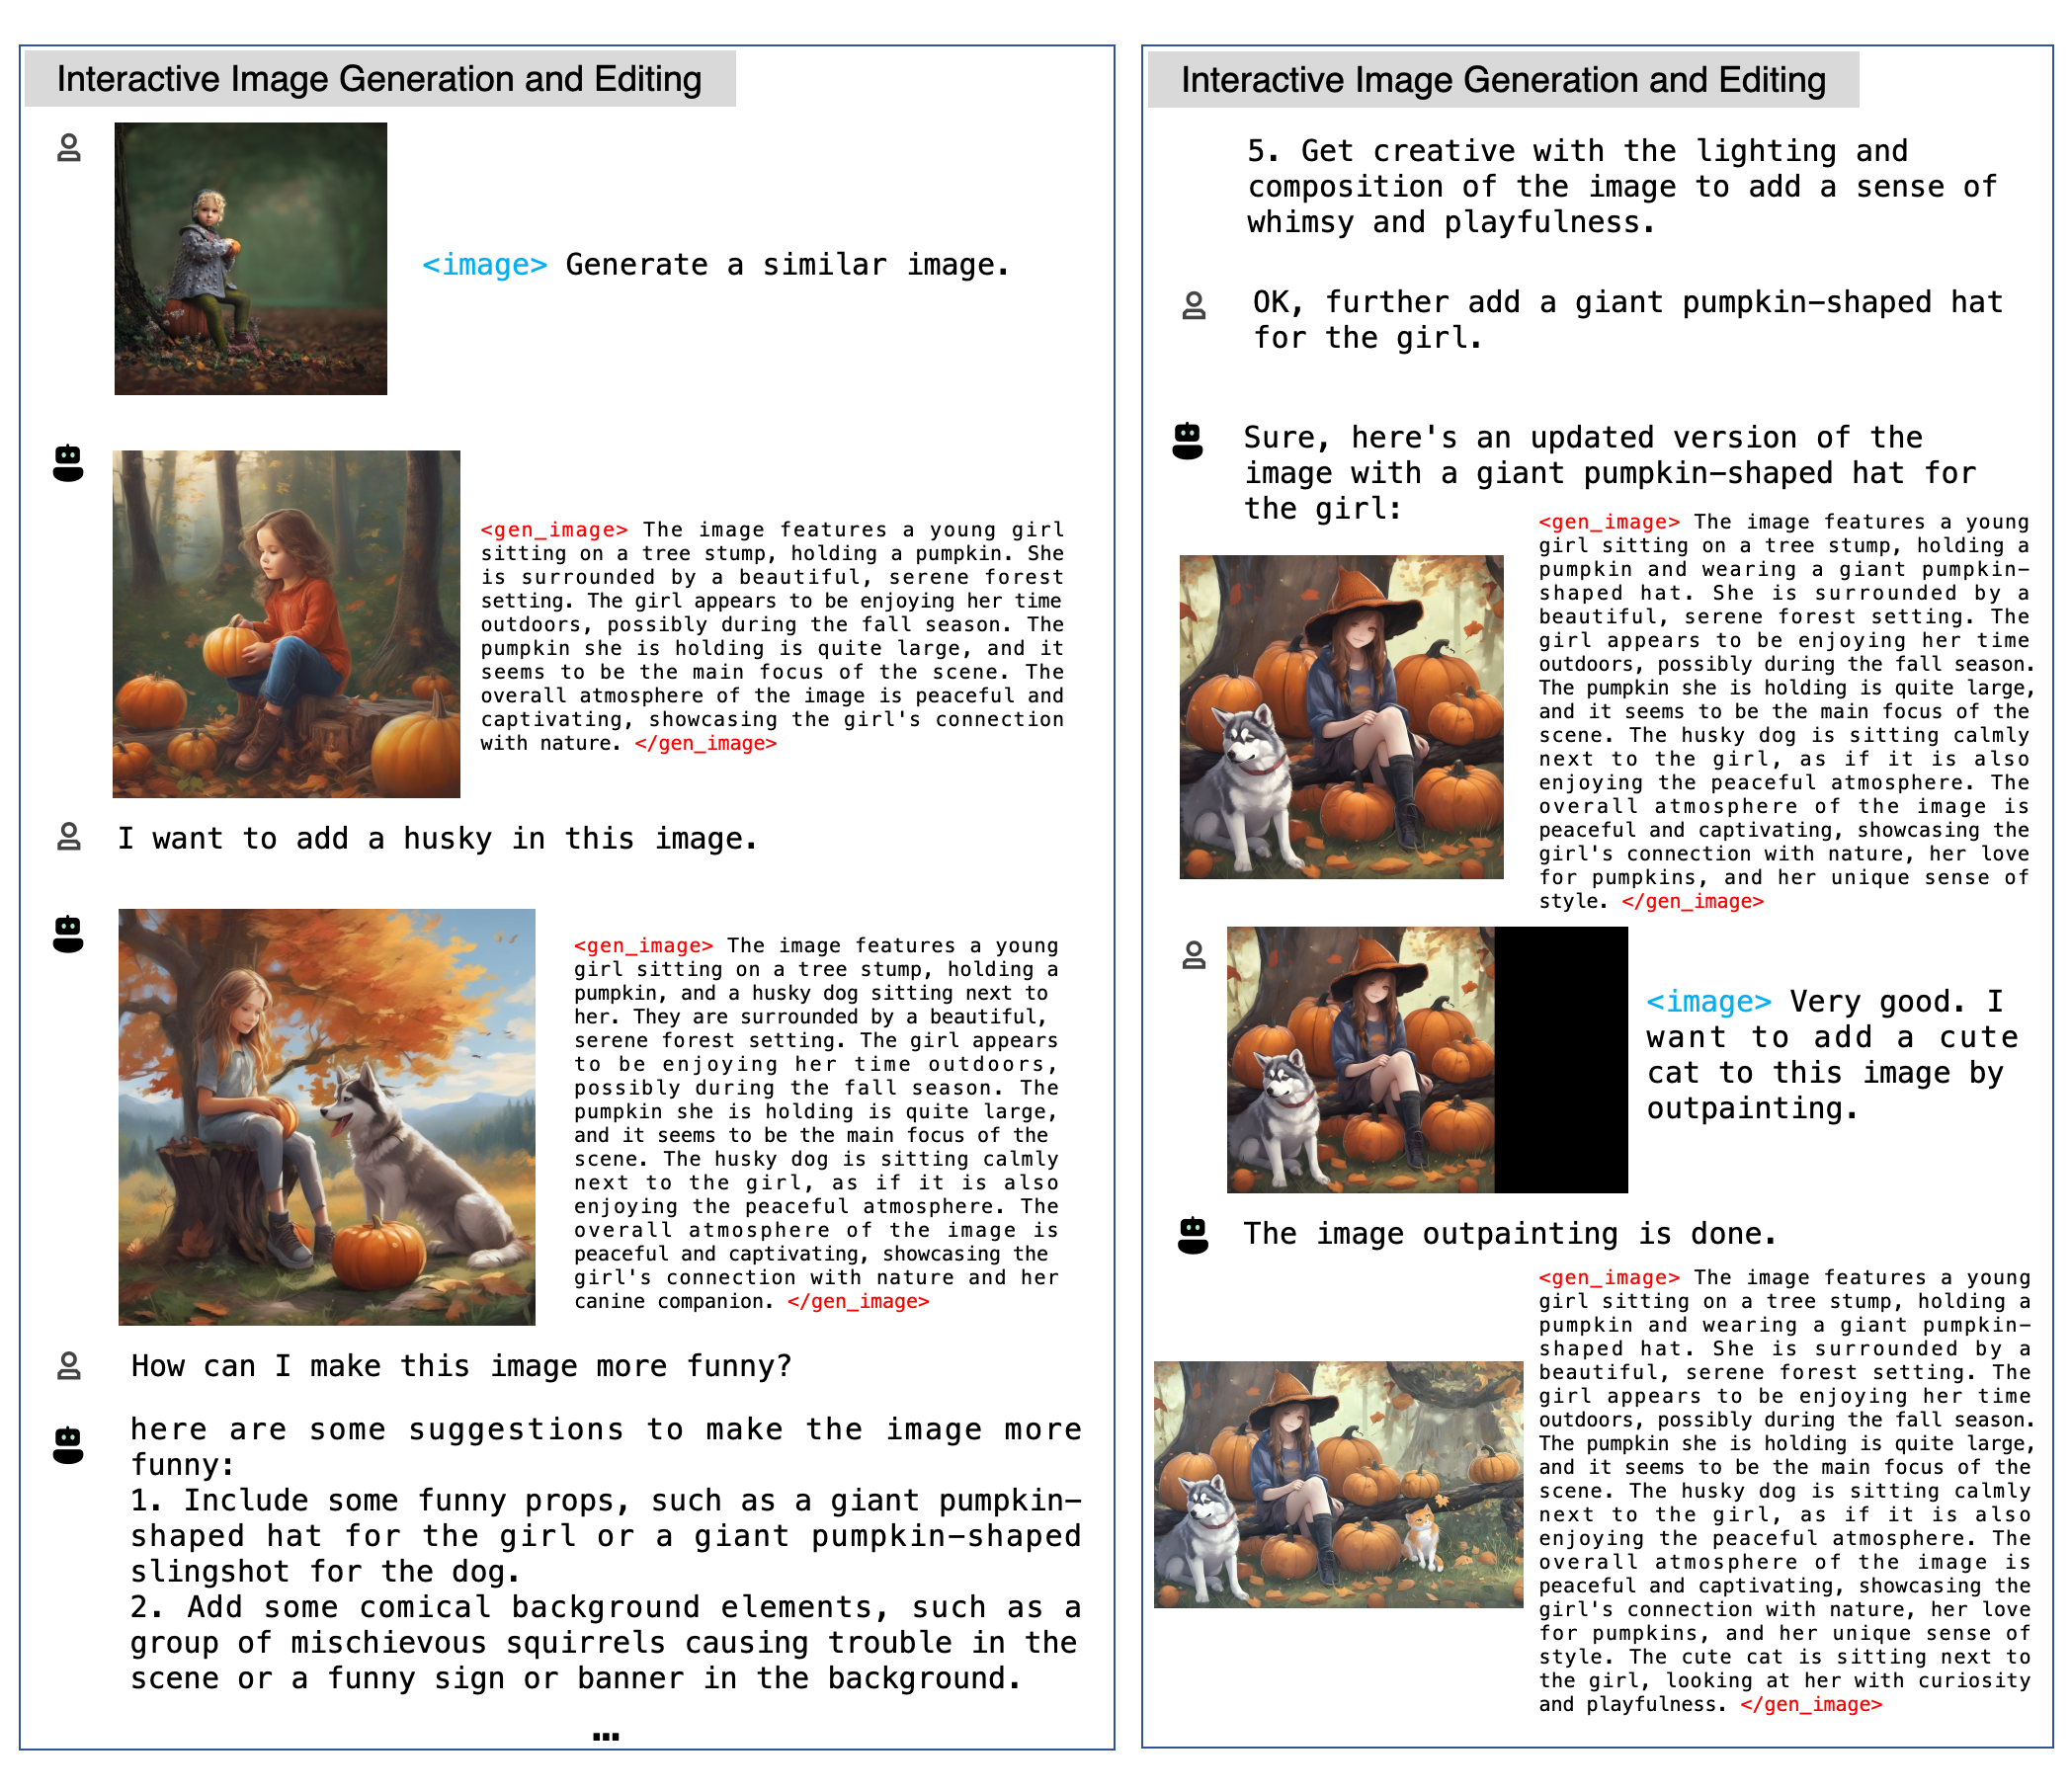 Interactive Image Generation and Editing
<image> Generate a similar image.
<gen_image> The image features a young girl
sitting on a tree stump, holding a pumpkin. She
is surrounded by a beautiful, serene forest
setting. The girl appears to be enjoying her time
outdoors, possibly during the fall season. The
pumpkin she is holding is quite large, and it
seems to be the main focus of the scene. The
overall atmosphere of the image is peaceful and
captivating, showcasing the girl's connection
with nature. </gen_image>
I want to add a husky in this image.
<gen_image> The image features a young
girl sitting on a tree stump, holding a
pumpkin, and a husky dog sitting next to
her. They are surrounded by a beautiful,
serene forest setting. The girl appears
to be enjoying her time outdoors,
possibly during the fall season. The
pumpkin she is holding is quite large,
and it seems to be the main focus of the
scene. The husky dog is sitting calmly
next to the girl, as if it is also
enjoying the peaceful atmosphere. The
overall atmosphere of the image is
peaceful and captivating, showcasing the
girl's connection with nature and her
canine companion. </gen_image>
How can I make this image more funny?
here are some suggestions to make the image more
funny:
1. Include some funny props, such as a giant pumpkin-
shaped hat for the girl or a giant pumpkin-shaped
slingshot for the dog.
2. Add some comical background elements, such as a
group of mischievous squirrels causing trouble in the
scene or a funny sign or banner in the background.
…
Interactive Image Generation and Editing
5. Get creative with the lighting and
composition of the image to add a sense of
whimsy and playfulness.
OK, further add a giant pumpkin-shaped hat
for the girl.
Sure, here's an updated version of the
image with a giant pumpkin-shaped hat for
the girl:
<gen_image> The image features a young
girl sitting on a tree stump, holding a
pumpkin and wearing a giant pumpkin-
shaped hat. She is surrounded by a
beautiful, serene forest setting. The
girl appears to be enjoying her time
outdoors, possibly during the fall season.
The pumpkin she is holding is quite large,
and it seems to be the main focus of the
scene. The husky dog is sitting calmly
next to the girl, as if it is also
enjoying the peaceful atmosphere. The
overall atmosphere of the image is
peaceful and captivating, showcasing the
girl's connection with nature, her love
for pumpkins, and her unique sense of
style. </gen_image>
<image> Very good. I
want to add a cute
cat to this image by
outpainting.
The image outpainting is done.
<gen_image> The image features a young
girl sitting on a tree stump, holding a
pumpkin and wearing a giant pumpkin-
shaped hat. She is surrounded by a
beautiful, serene forest setting. The
girl appears to be enjoying her time
outdoors, possibly during the fall season.
The pumpkin she is holding is quite large,
and it seems to be the main focus of the
scene. The husky dog is sitting calmly
next to the girl, as if it is also
enjoying the peaceful atmosphere. The
overall atmosphere of the image is
peaceful and captivating, showcasing the
girl's connection with nature, her love
for pumpkins, and her unique sense of
style. The cute cat is sitting next to
the girl, looking at her with curiosity
and playfulness. </gen_image>